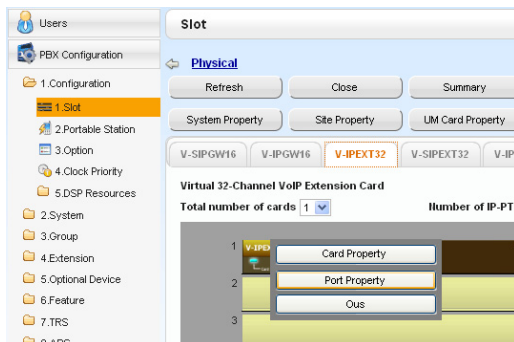 Users
Slot
PBX Configuration
Physical
1.Configuration
Refresh
Close
Summary
1.Slot
System Property
Site Property
UM Card Property
2.Portable Station
3.Option
V-SIPGW16
V-IPGW16
V-IPEXT32
V-SIPEXT32
4.Clock Priority
5.DSP Resources
Virtual 32-Channel VoIP Extension Card
2.System
Total number of cards 1
Number of IP-PT
3.Group
4.Extension
1
Card Property
5.Optional Device
2
Port Property
6.Feature
Ous
7.TRS
3